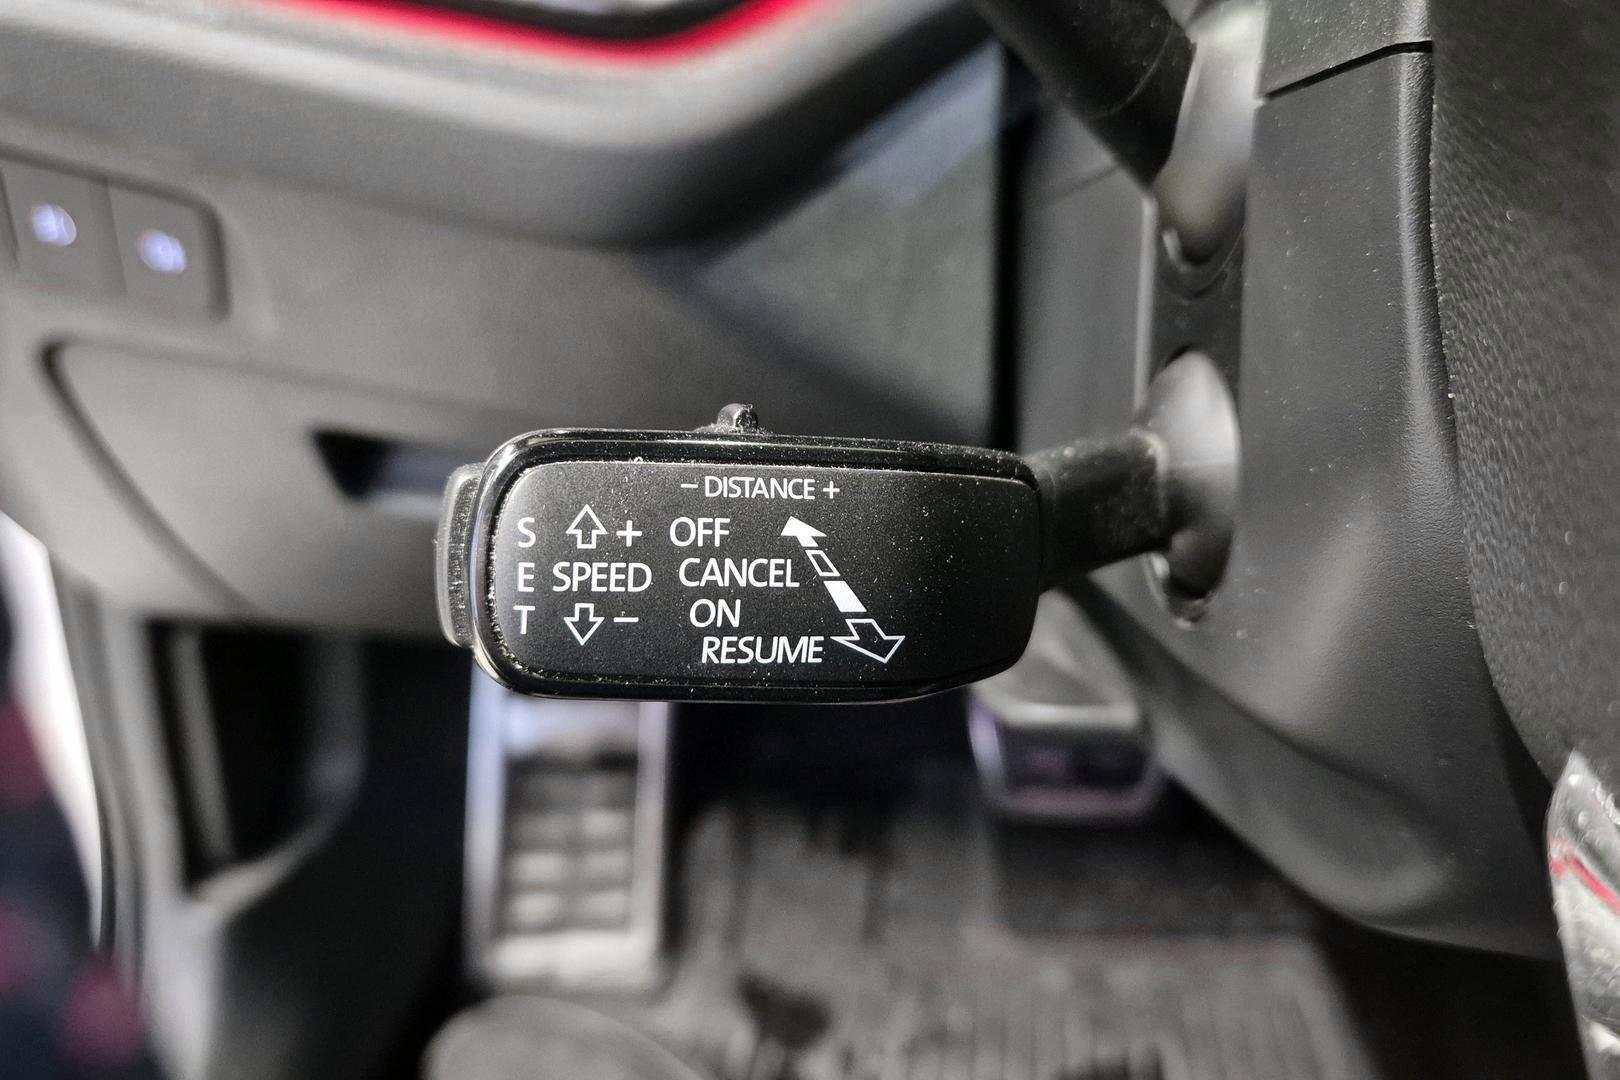 - DISTANCE +
S + OFF
E SPEED CANCEL
T - ON
RESUME